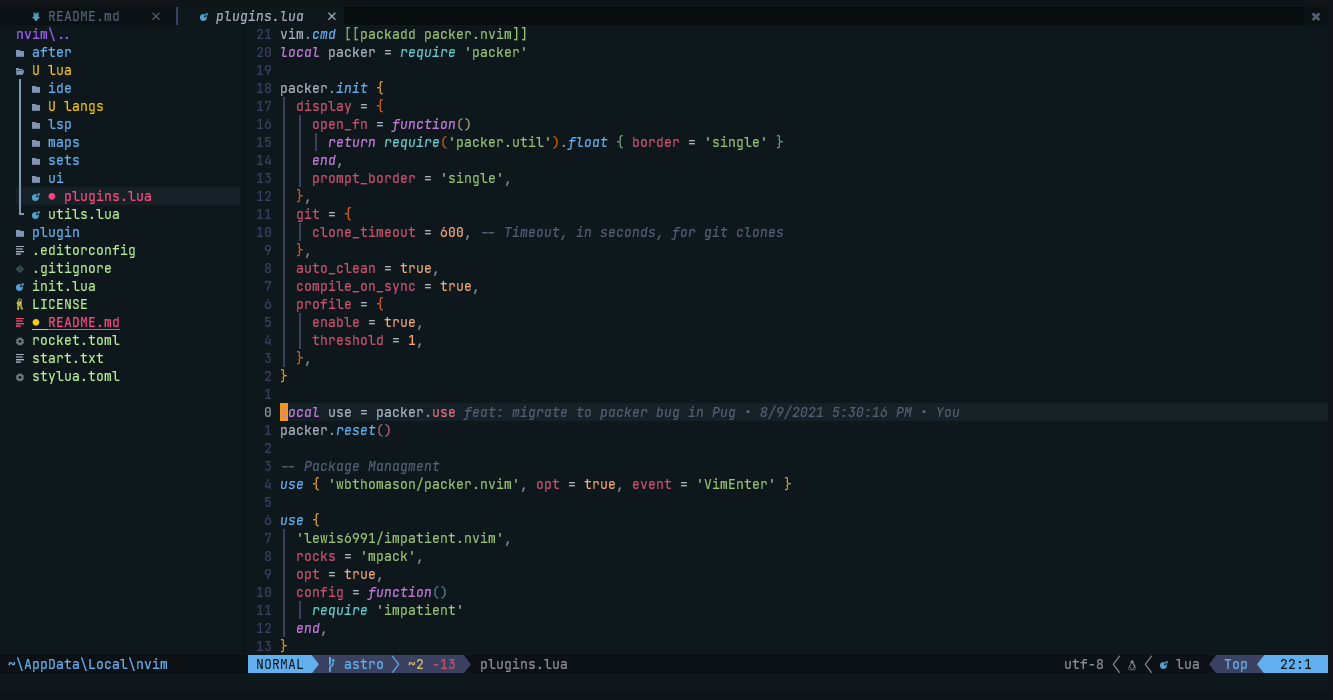 README.md × plugins.lua ×
nvim\..
after
U lua
ide
U langs
lsp
maps
sets
ui
plugins.lua
utils.lua
plugin
.editorconfig
.gitignore
init.lua
LICENSE
README.md
rocket.toml
start.txt
stylua.toml
~\AppData\Local\nvim
21 vim.cmd [[packadd packer.nvim]]
20 local packer = require 'packer'
19
18 packer.init {
17 display = {
16 open_fn = function()
15 return require('packer.util').float { border = 'single' }
14 end,
13 prompt_border = 'single',
12 },
11 git = {
10 clone_timeout = 600, -- Timeout, in seconds, for git clones
9 },
8 auto_clean = true,
7 compile_on_sync = true,
6 profile = {
5 enable = true,
4 threshold = 1,
3 },
2 }
1
0 local use = packer.use feat: migrate to packer bug in Pug • 8/9/2021 5:30:16 PM • You
1 packer.reset()
2
3 -- Package Managment
4 use { 'wbthomason/packer.nvim', opt = true, event = 'VimEnter' }
5
6 use {
7 'lewis6991/impatient.nvim',
8 rocks = 'mpack',
9 opt = true,
10 config = function()
11 require 'impatient'
12 end,
13 }
NORMAL astro ~2 -13 plugins.lua utf-8 lua Top 22:1